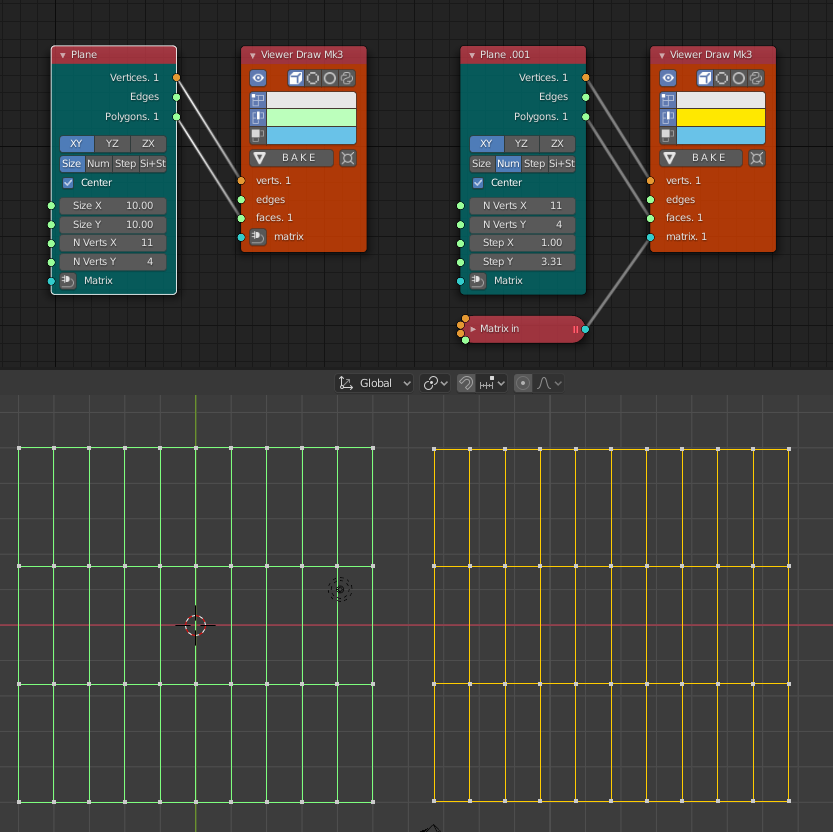 Plane
Vertices. 1
Edges
Polygons. 1
XY YZ ZX
Size Num Step Si+St
Center
Size X 10.00
Size Y 10.00
N Verts X 11
N Verts Y 4
Matrix
Viewer Draw Mk3
BAKE
verts. 1
edges
faces. 1
matrix
Plane .001
Vertices. 1
Edges
Polygons. 1
XY YZ ZX
Size Num Step Si+St
Center
N Verts X 11
N Verts Y 4
Step X 1.00
Step Y 3.31
Matrix
Matrix in
Viewer Draw Mk3
BAKE
verts. 1
edges
faces. 1
matrix. 1
Global